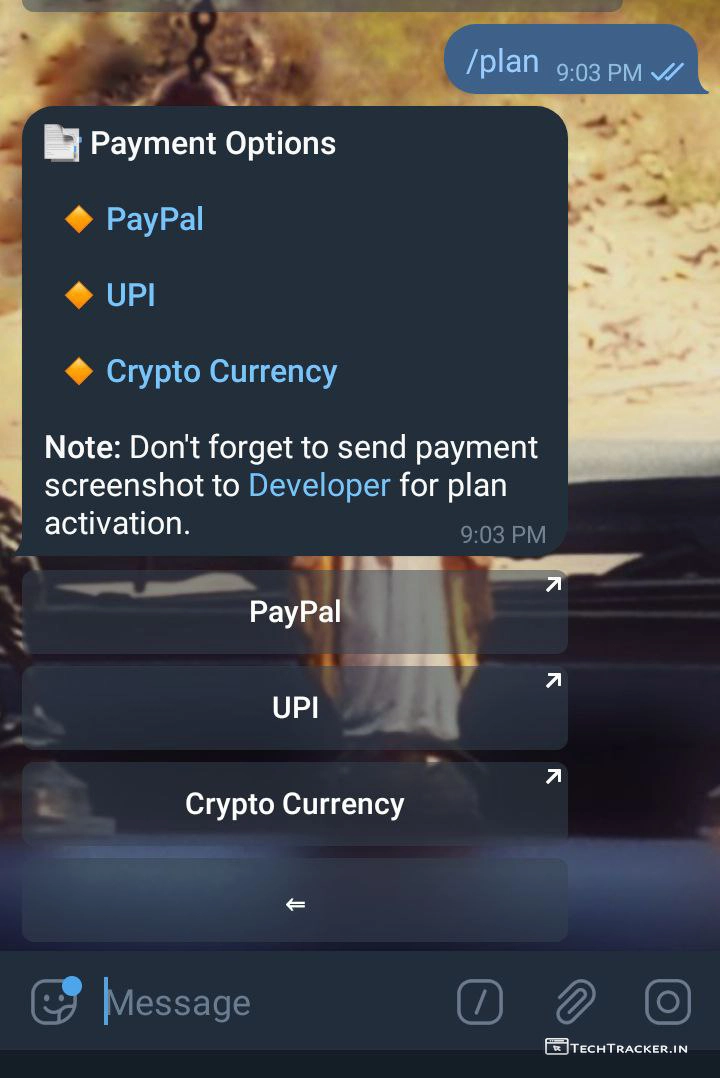 /plan 9:03 PM
Payment Options
PayPal
UPI
Crypto Currency
Note: Don't forget to send payment
screenshot to Developer for plan
activation.
9:03 PM
PayPal
UPI
Crypto Currency
Message
TECHTRACKER.IN